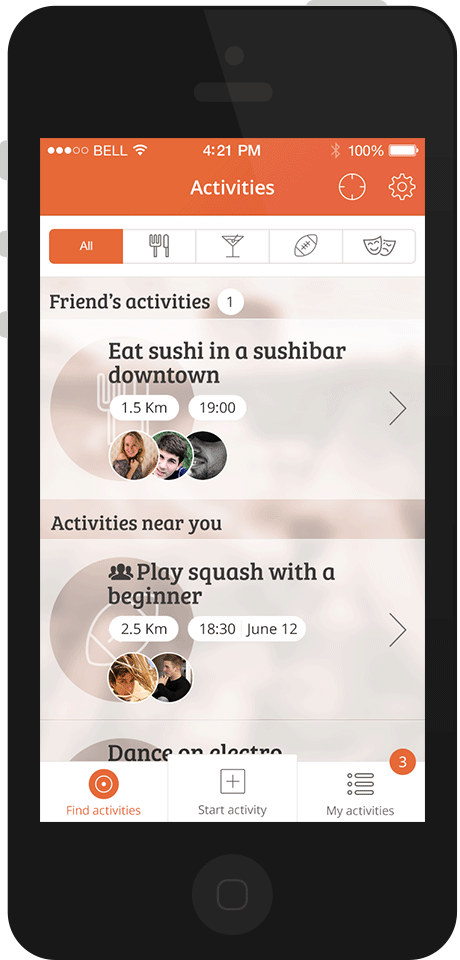 BELL 4:21 PM 100%
Activities
All
Friend's activities 1
Eat sushi in a sushibar
downtown
1.5 Km 19:00
Activities near you
Play squash with a
beginner
2.5 Km 18:30 June 12
Dance on electro
3
Find activities Start activity My activities